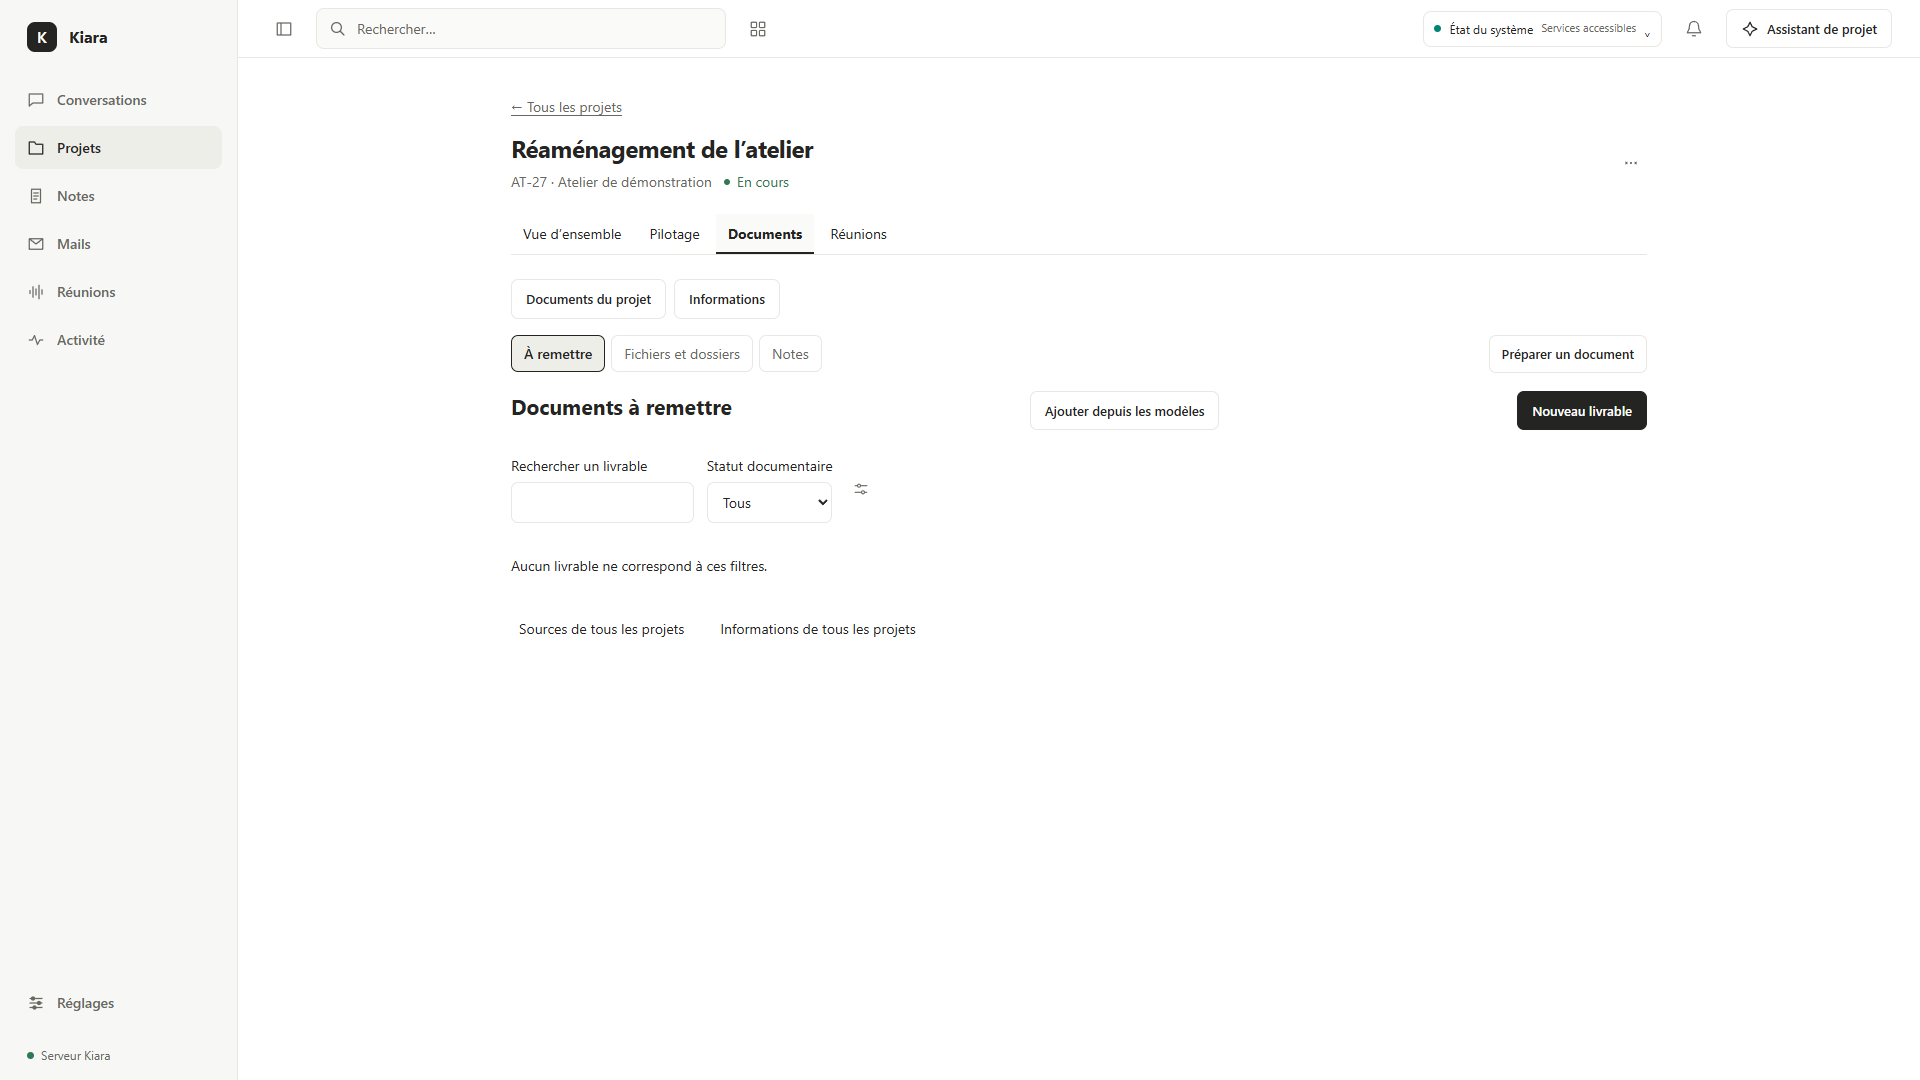 K Kiara
Rechercher...
État du système Services accessibles
Assistant de projet
Conversations
Projets
Notes
Mails
Réunions
Activité
Réglages
Serveur Kiara
← Tous les projets
Réaménagement de l’atelier
...
AT-27 · Atelier de démonstration En cours
Vue d’ensemble Pilotage Documents Réunions
Documents du projet Informations
À remettre Fichiers et dossiers Notes Préparer un document
Documents à remettre Ajouter depuis les modèles Nouveau livrable
Rechercher un livrable Statut documentaire
Tous
Aucun livrable ne correspond à ces filtres.
Sources de tous les projets Informations de tous les projets